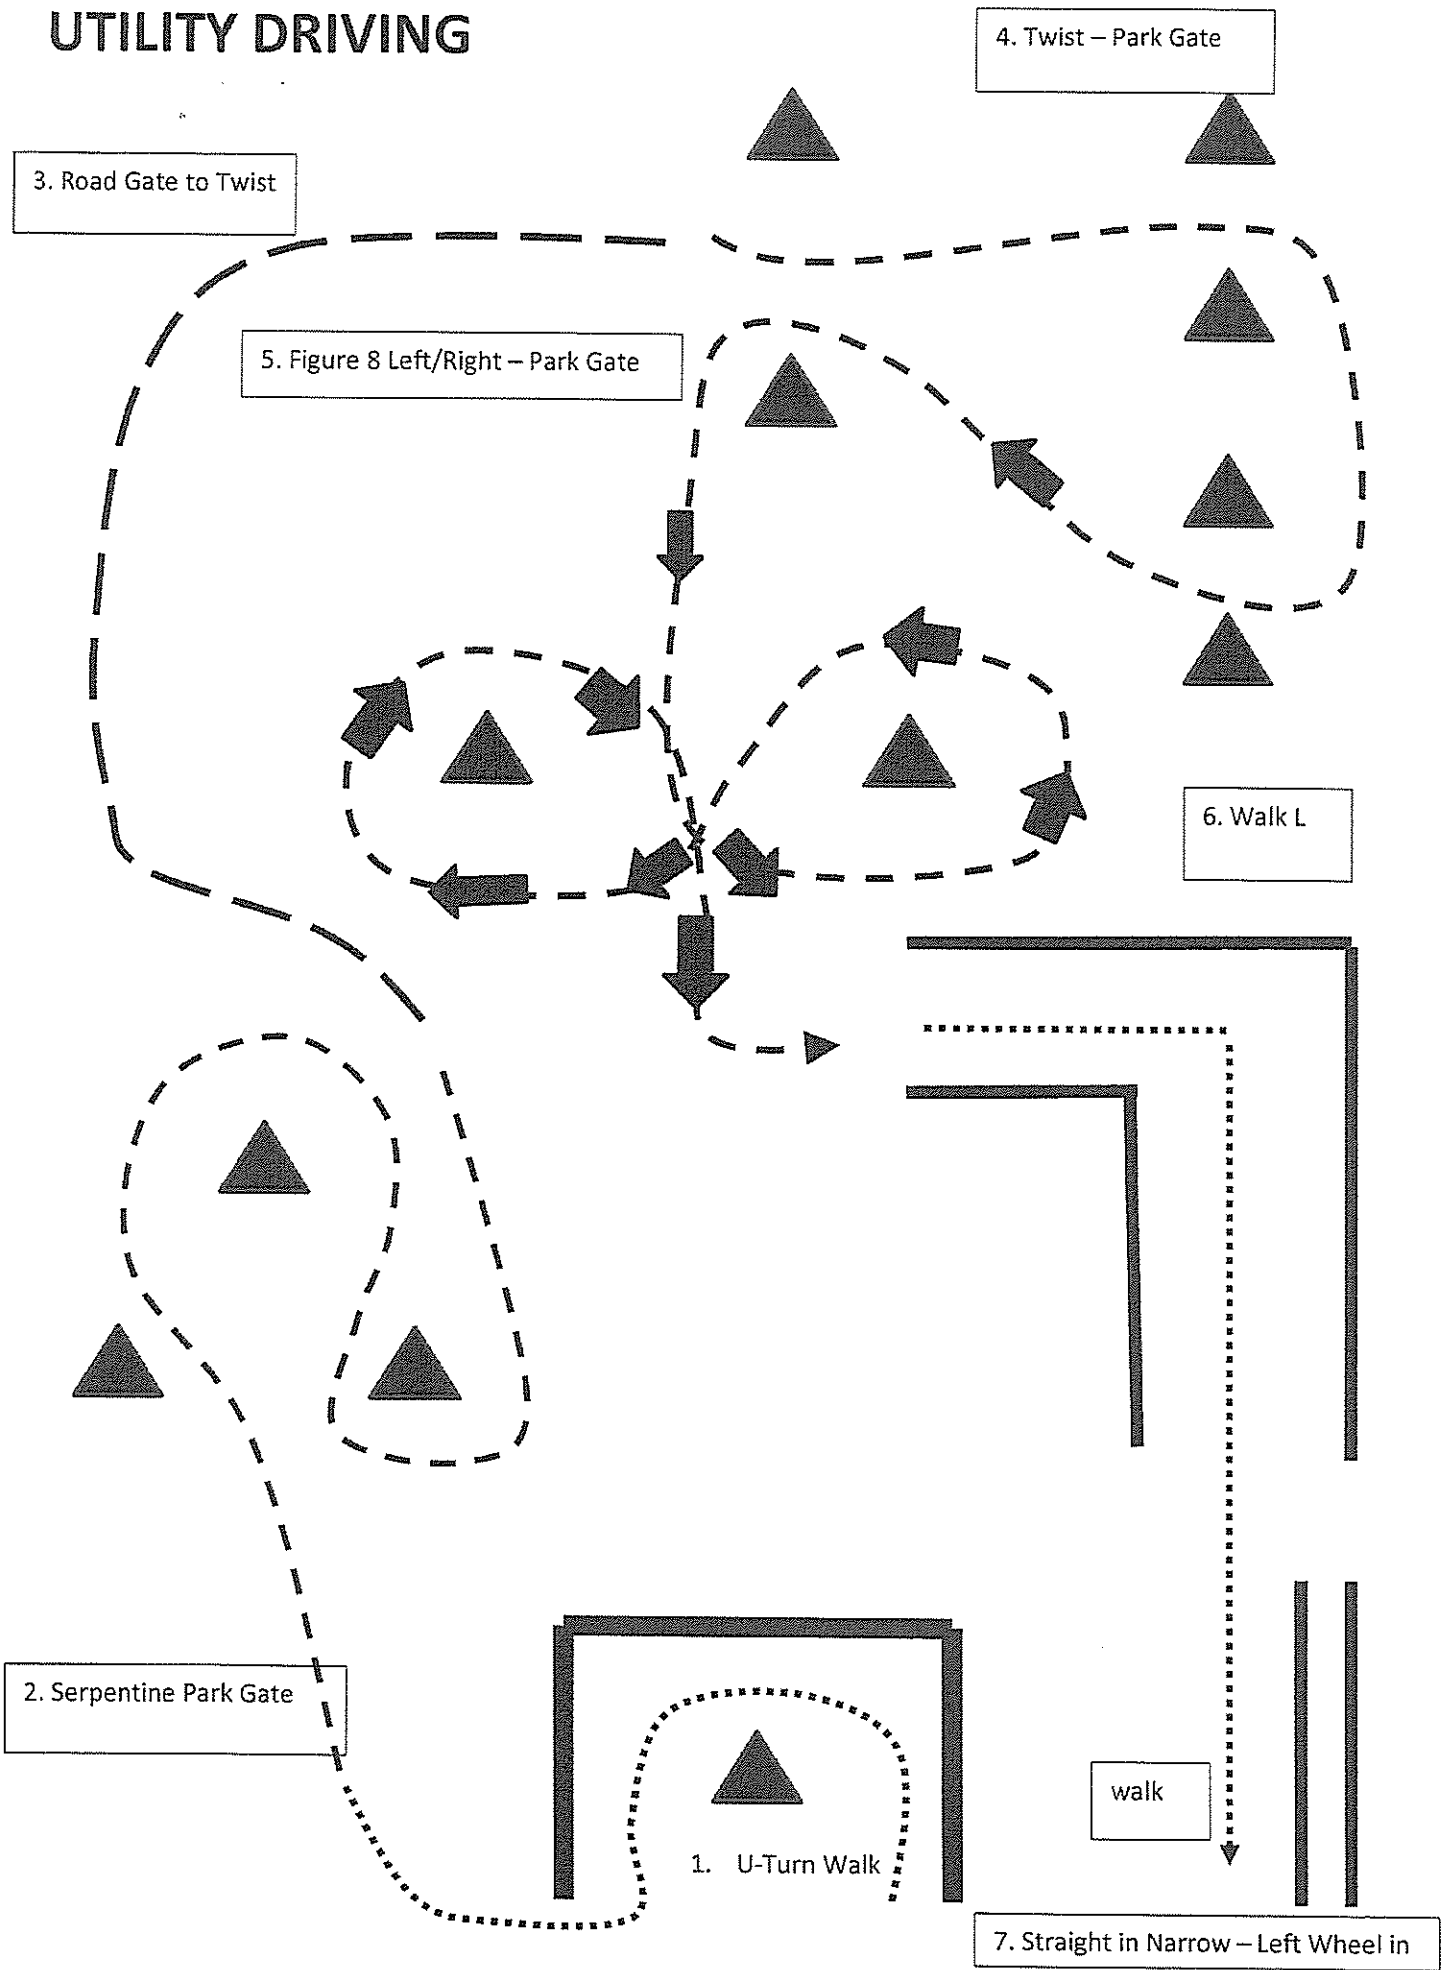 UTILITY DRIVING
4. Twist – Park Gate
3. Road Gate to Twist
5. Figure 8 Left/Right – Park Gate
6. Walk L
2. Serpentine Park Gate
walk
1. U-Turn Walk
7. Straight in Narrow – Left Wheel in